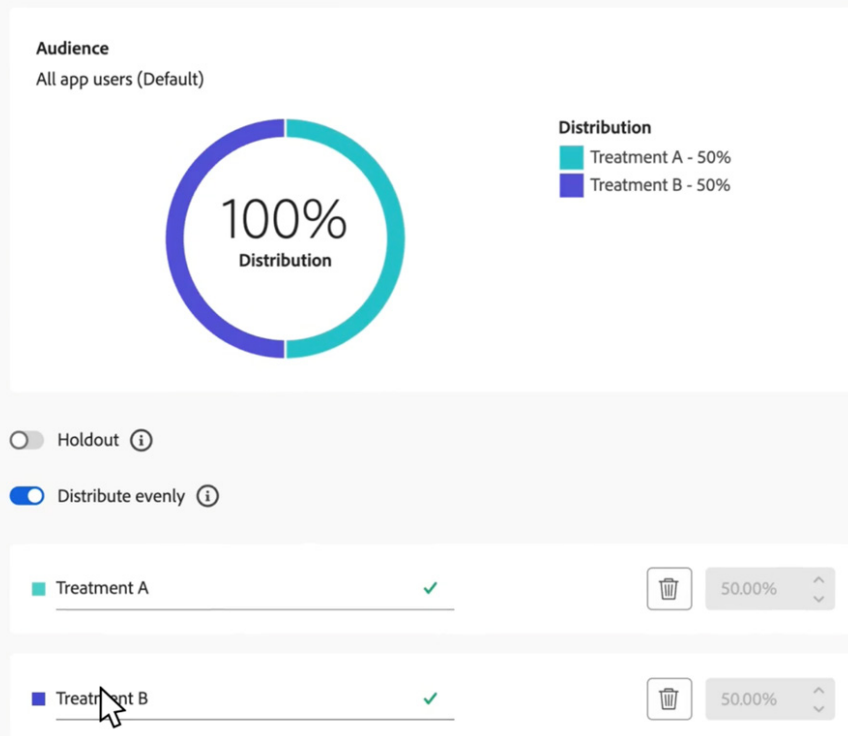 Audience
All app users (Default)
100%
Distribution
Distribution
Treatment A - 50%
Treatment B - 50%
Holdout
Distribute evenly
Treatment A
50.00%
Treatment B
50.00%